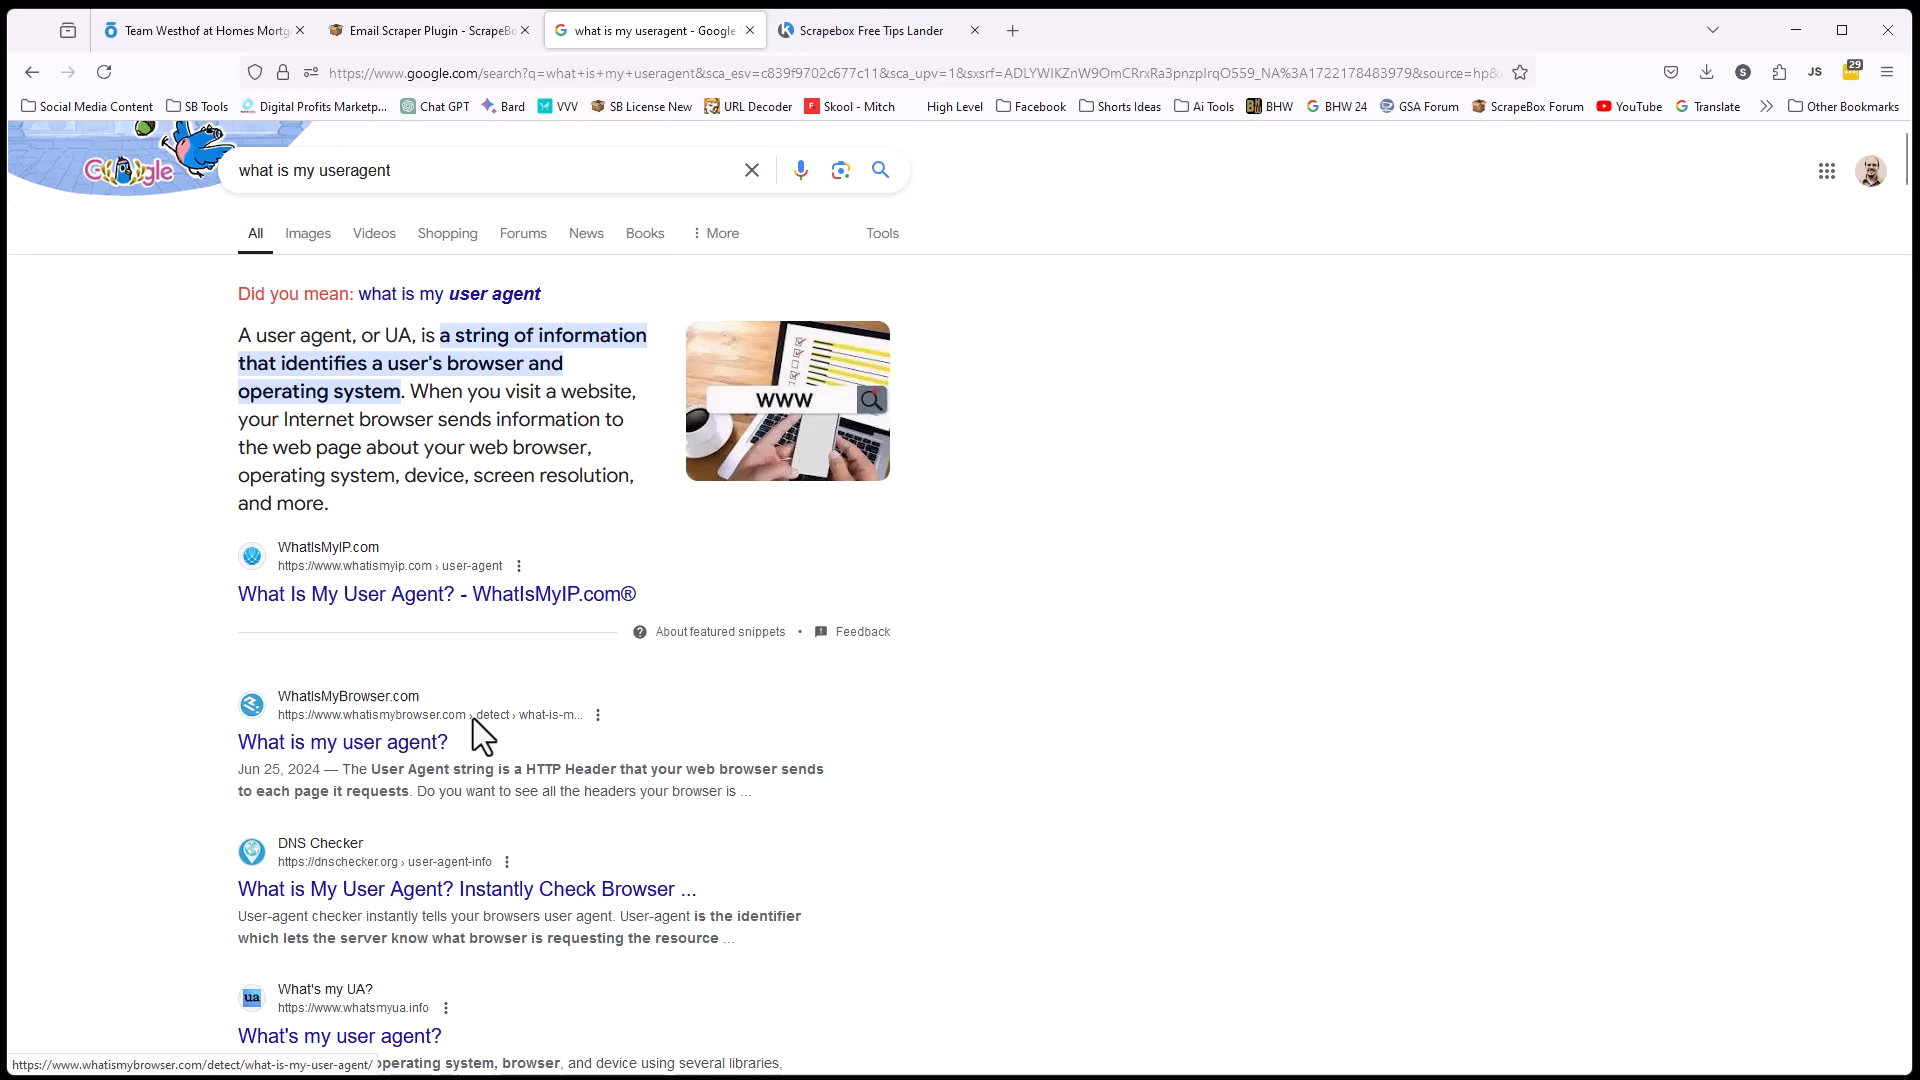 Team Westhof at Homes Mortg
Email Scraper Plugin - ScrapeBo
what is my useragent - Google
Scrapebox Free Tips Lander
https://www.google.com/search?q=what+is+my+useragent&sca_esv=c839f9702c677c11&sca_upv=1&sxsrf=ADLYWIKZnW9OmCRrxRa3pnzpIrqO559_NA%3A1722178483979&source=hp&
S
JS
29
Social Media Content
SB Tools
Digital Profits Marketp...
Chat GPT
Bard
VVV
SB License New
URL Decoder
Skool - Mitch
High Level
Facebook
Shorts Ideas
Ai Tools
BHW
BHW 24
GSA Forum
ScrapeBox Forum
YouTube
Translate
Other Bookmarks
Google
what is my useragent
All
Images
Videos
Shopping
Forums
News
Books
More
Tools
Did you mean: what is my user agent
A user agent, or UA, is a string of information
that identifies a user's browser and
operating system. When you visit a website,
your Internet browser sends information to
the web page about your web browser,
operating system, device, screen resolution,
and more.
WWW
WhatIsMyIP.com
https://www.whatismyip.com › user-agent
What Is My User Agent? - WhatIsMyIP.com®
About featured snippets • Feedback
WhatIsMyBrowser.com
https://www.whatismybrowser.com › detect › what-is-m...
What is my user agent?
Jun 25, 2024 — The User Agent string is a HTTP Header that your web browser sends
to each page it requests. Do you want to see all the headers your browser is ...
DNS Checker
https://dnschecker.org › user-agent-info
What is My User Agent? Instantly Check Browser ...
User-agent checker instantly tells your browsers user agent. User-agent is the identifier
which lets the server know what browser is requesting the resource ...
ua
What's my UA?
https://www.whatsmyua.info
What's my user agent?
https://www.whatismybrowser.com/detect/what-is-my-user-agent/
operating system, browser, and device using several libraries,